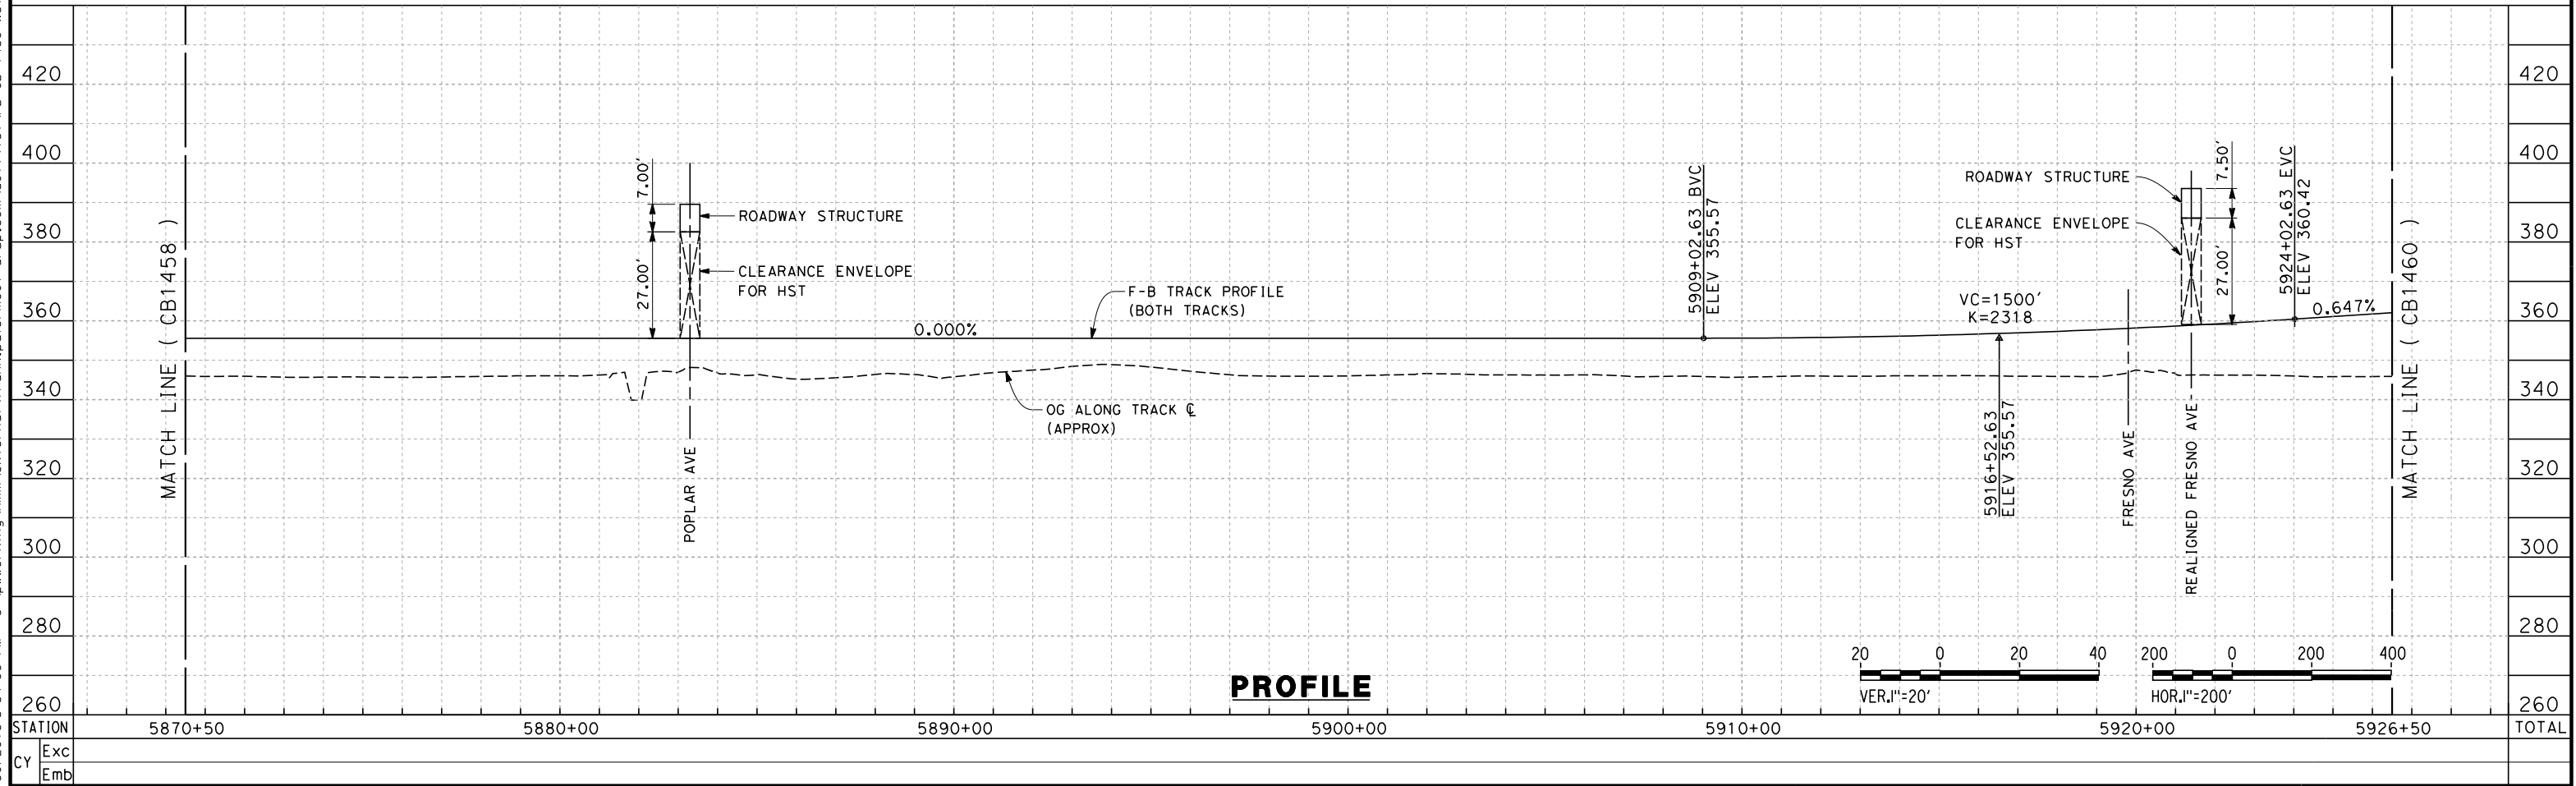 420
400
380
360
340
320
300
280
260
MATCH LINE ( CB1458 )
7.00'
27.00'
ROADWAY STRUCTURE
CLEARANCE ENVELOPE
FOR HST
POPLAR AVE
0.000%
F-B TRACK PROFILE
(BOTH TRACKS)
OG ALONG TRACK ℄
(APPROX)
5909+02.63 BVC
ELEV 355.57
VC=1500'
K=2318
5916+52.63
ELEV 355.57
FRESNO AVE
ROADWAY STRUCTURE
CLEARANCE ENVELOPE
FOR HST
REALIGNED FRESNO AVE
7.50'
27.00'
5924+02.63 EVC
ELEV 360.42
0.647%
MATCH LINE ( CB1460 )
420
400
380
360
340
320
300
280
260
PROFILE
20 0 20 40
VER.1"=20'
200 0 200 400
HOR.1"=200'
STATION 5870+50 5880+00 5890+00 5900+00 5910+00 5920+00 5926+50 TOTAL
CY
Exc
Emb